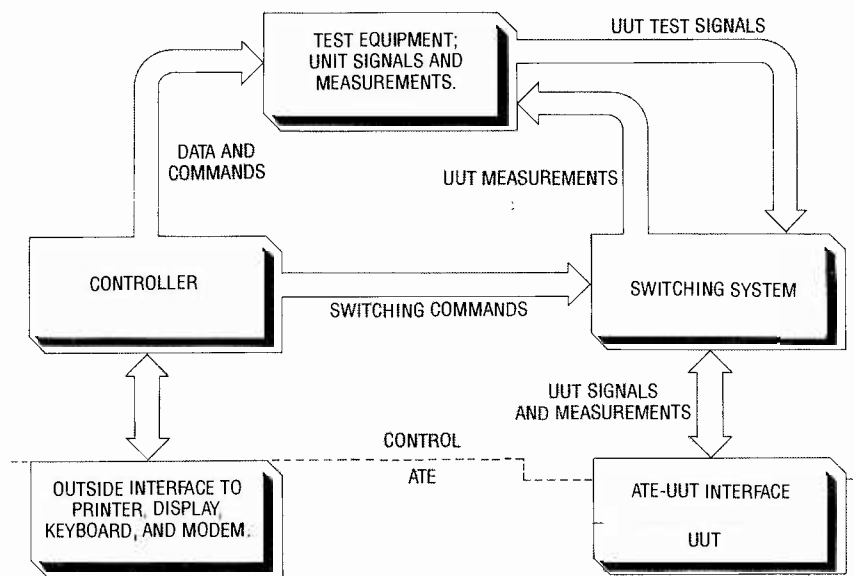 TEST EQUIPMENT;
UNIT SIGNALS AND
MEASUREMENTS.
UUT TEST SIGNALS
DATA AND
COMMANDS
UUT MEASUREMENTS
CONTROLLER
SWITCHING COMMANDS
SWITCHING SYSTEM
UUT SIGNALS
AND MEASUREMENTS
CONTROL
ATE
OUTSIDE INTERFACE TO
PRINTER, DISPLAY,
KEYBOARD, AND MODEM.
ATE-UUT INTERFACE
UUT